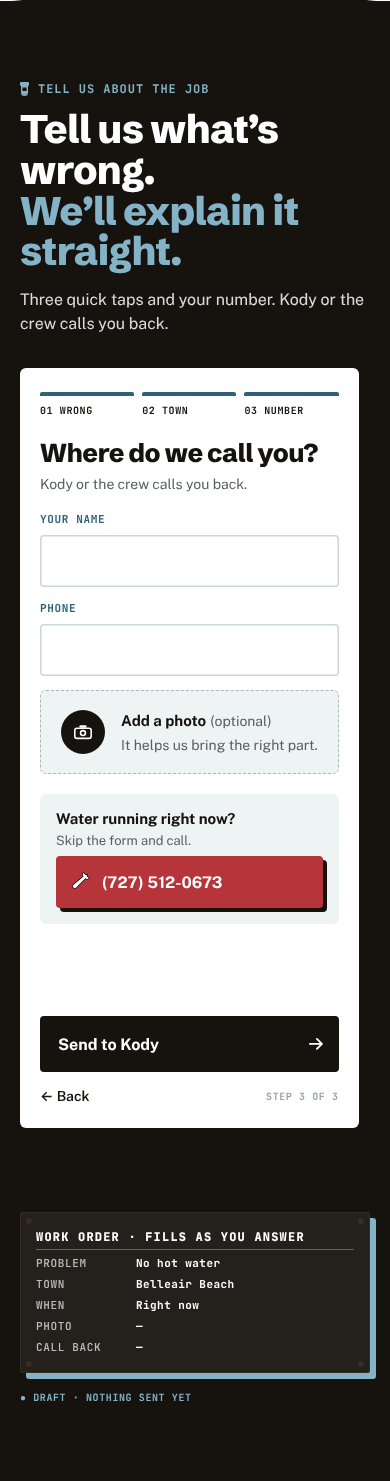 TELL US ABOUT THE JOB
Tell us what’s
wrong.
We’ll explain it
straight.
Three quick taps and your number. Kody or the
crew calls you back.
01 WRONG 02 TOWN 03 NUMBER
Where do we call you?
Kody or the crew calls you back.
YOUR NAME
PHONE
Add a photo (optional)
It helps us bring the right part.
Water running right now?
Skip the form and call.
(727) 512-0673
Send to Kody →
← Back STEP 3 OF 3
WORK ORDER · FILLS AS YOU ANSWER
PROBLEM No hot water
TOWN Belleair Beach
WHEN Right now
PHOTO —
CALL BACK —
● DRAFT · NOTHING SENT YET